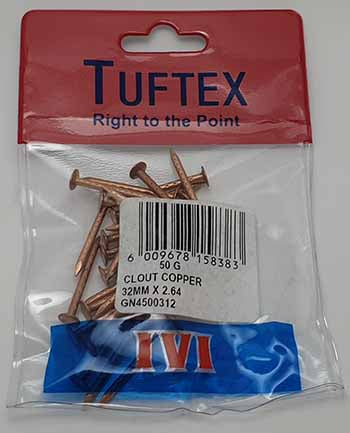 TUFTEX
Right to the Point
6 009678 158383
50 G
CLOUT COPPER
32MM X 2.64
GN4500312
IVI